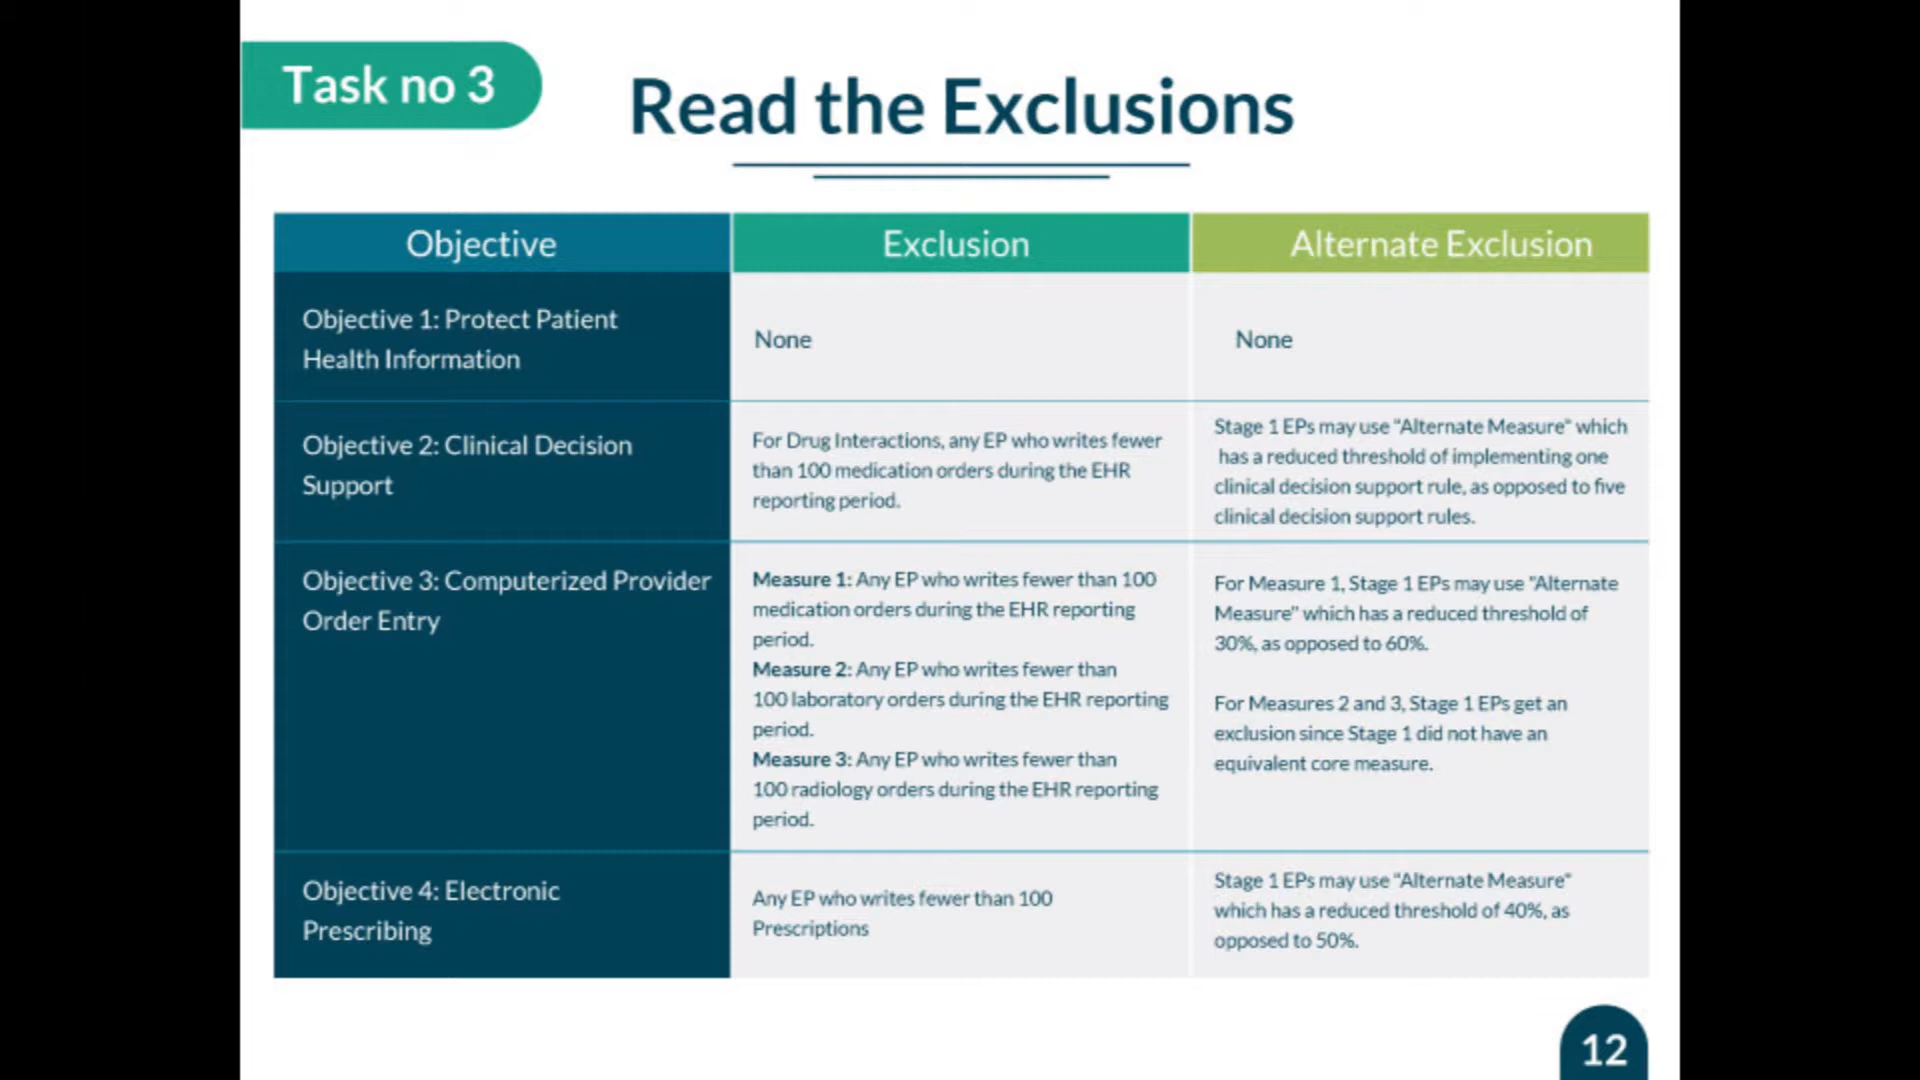 Task no 3
Read the Exclusions
Objective
Exclusion
Alternate Exclusion
Objective 1: Protect Patient
Health Information
None
None
Objective 2: Clinical Decision
Support
For Drug Interactions, any EP who writes fewer
than 100 medication orders during the EHR
reporting period.
Stage 1 EPs may use "Alternate Measure" which
has a reduced threshold of implementing one
clinical decision support rule, as opposed to five
clinical decision support rules.
Objective 3: Computerized Provider
Order Entry
Measure 1: Any EP who writes fewer than 100
medication orders during the EHR reporting
period.
Measure 2: Any EP who writes fewer than
100 laboratory orders during the EHR reporting
period.
Measure 3: Any EP who writes fewer than
100 radiology orders during the EHR reporting
period.
For Measure 1, Stage 1 EPs may use "Alternate
Measure" which has a reduced threshold of
30%, as opposed to 60%.
For Measures 2 and 3, Stage 1 EPs get an
exclusion since Stage 1 did not have an
equivalent core measure.
Objective 4: Electronic
Prescribing
Any EP who writes fewer than 100
Prescriptions
Stage 1 EPs may use "Alternate Measure"
which has a reduced threshold of 40%, as
opposed to 50%.
12